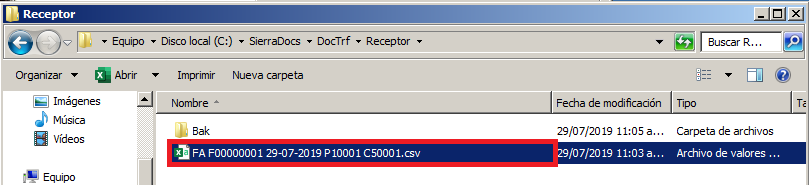 Receptor
Equipo ▸ Disco local (C:) ▸ SierraDocs ▸ DocTrf ▸ Receptor ▸
Buscar R...
Organizar Abrir Imprimir Nueva carpeta
Imágenes
Música
Vídeos
Equipo
Nombre Fecha de modificación Tipo Ta
Bak 29/07/2019 11:05 a... Carpeta de archivos
FA F00000001 29-07-2019 P10001 C50001.csv 29/07/2019 11:03 a... Archivo de valores ...